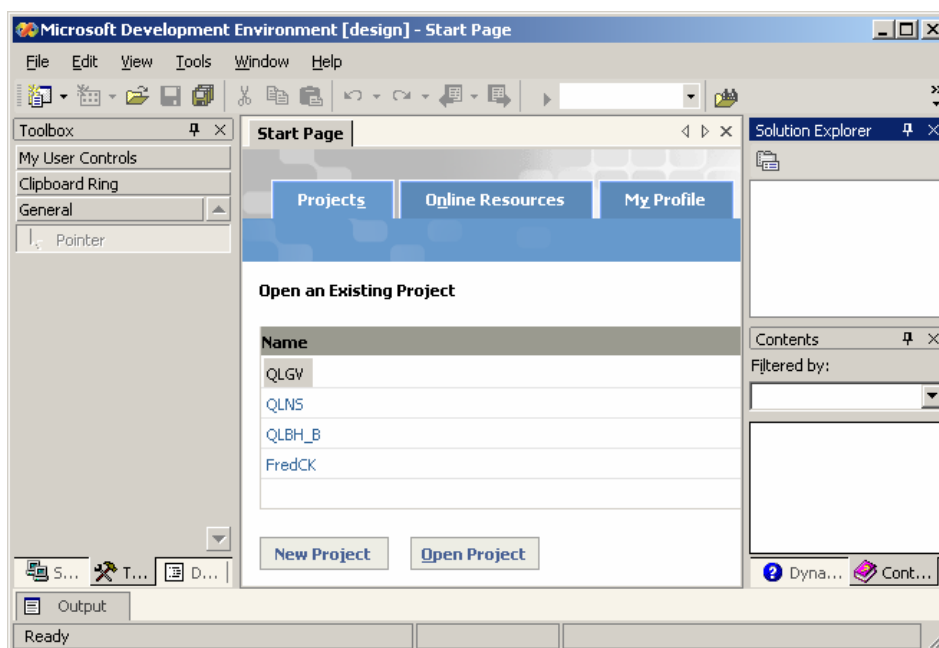 Microsoft Development Environment [design] - Start Page
File Edit View Tools Window Help
Toolbox
My User Controls
Clipboard Ring
General
Pointer
S... T... D...
Start Page
Projects Online Resources My Profile
Open an Existing Project
Name
QLGV
QLNS
QLBH_B
FredCK
New Project Open Project
Solution Explorer
Contents
Filtered by:
Dyna... Cont...
Output
Ready